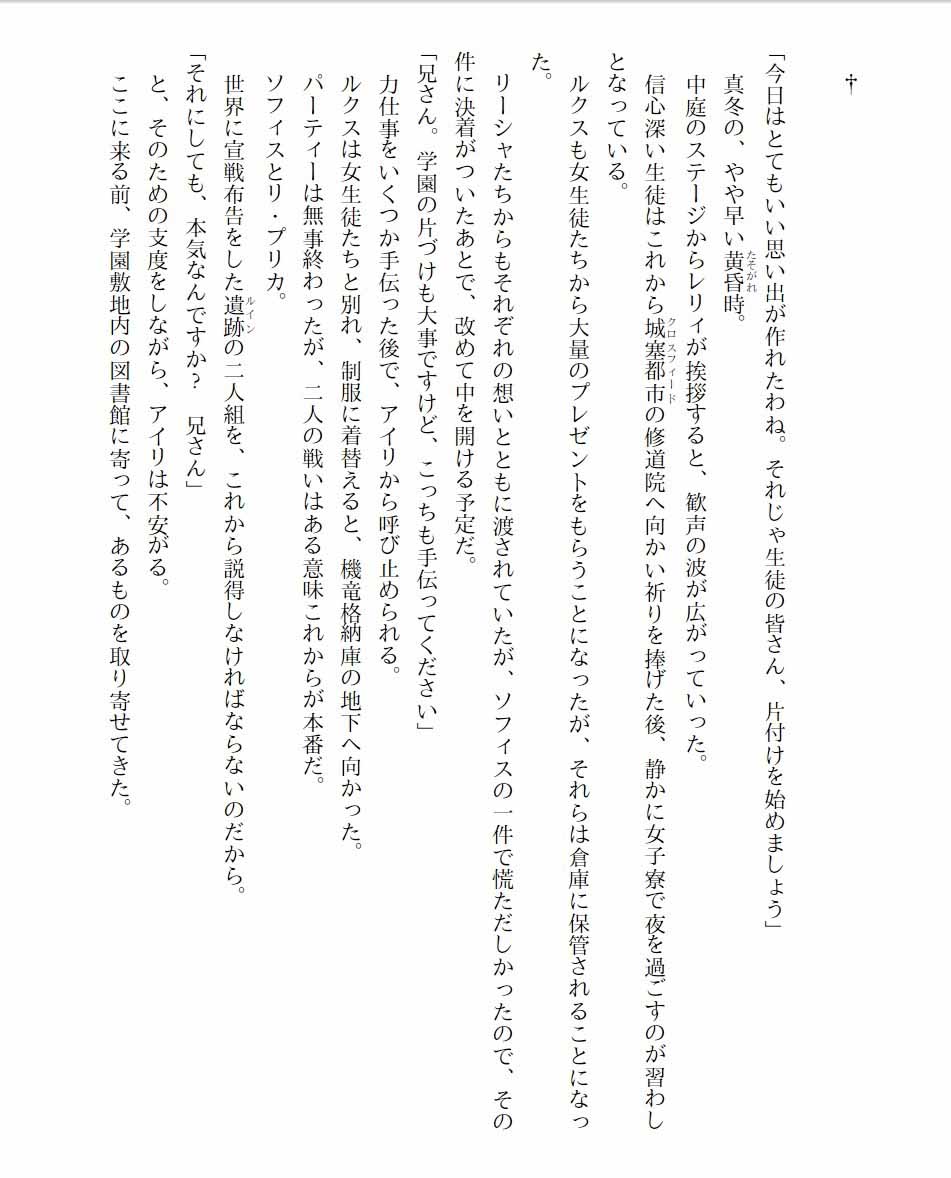 †
「今日はとてもいい思い出が作れたわね。それじゃ生徒の皆さん、片付けを始めましょう」
真冬の、やや早い黄昏時。
たそがれ
中庭のステージからレリィが挨拶すると、歓声の波が広がっていった。
信心深い生徒はこれから城塞都市の修道院へ向かい祈りを捧げた後、静かに女子寮で夜を過ごすのが習わし
クロスフィード
となっている。
ルクスも女生徒たちから大量のプレゼントをもらうことになったが、それらは倉庫に保管されることになっ
た。
リーシャたちからもそれぞれの想いとともに渡されていたが、ソフィスの一件で慌ただしかったので、その
件に決着がついたあとで、改めて中を開ける予定だ。
「兄さん。学園の片づけも大事ですけど、こっちも手伝ってください」
力仕事をいくつか手伝った後で、アイリから呼び止められる。
ルクスは女生徒たちと別れ、制服に着替えると、機竜格納庫の地下へ向かった。
パーティーは無事終わったが、二人の戦いはある意味これからが本番だ。
ソフィスとリ・プリカ。
世界に宣戦布告をした遺跡の二人組を、これから説得しなければならないのだから。
ルイン
「それにしても、本気なんですか？　兄さん」
と、そのための支度をしながら、アイリは不安がる。
ここに来る前、学園敷地内の図書館に寄って、あるものを取り寄せてきた。